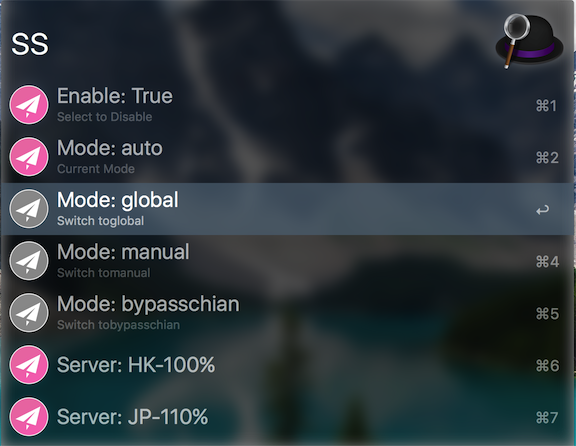 ss
Enable: True
Select to Disable
⌘1
Mode: auto
Current Mode
⌘2
Mode: global
Switch toglobal
↩
Mode: manual
Switch tomanual
⌘4
Mode: bypasschian
Switch tobypasschian
⌘5
Server: HK-100%
⌘6
Server: JP-110%
⌘7